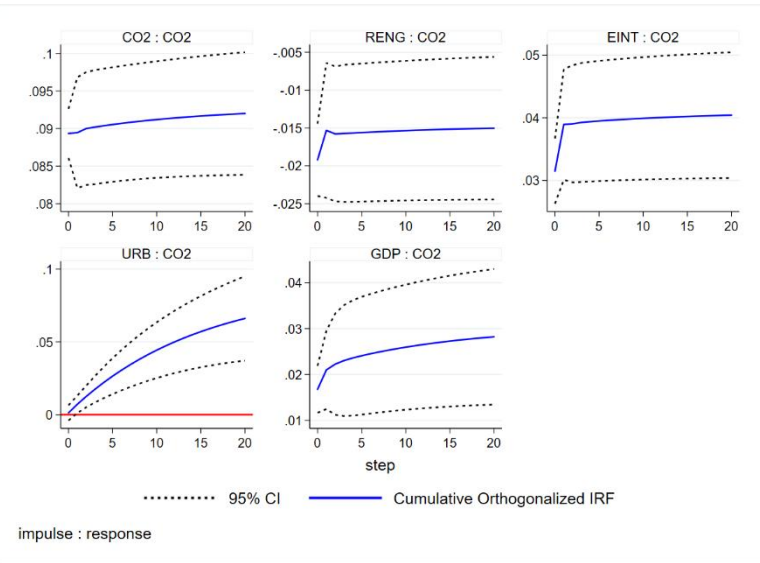 CO2 : CO2
RENG : CO2
EINT : CO2
.1
.095
.09
.085
.08
0 5 10 15 20
-.005
-.01
-.015
-.02
-.025
0 5 10 15 20
.05
.04
.03
0 5 10 15 20
URB : CO2
GDP : CO2
.1
.05
0
0 5 10 15 20
.04
.03
.02
.01
0 5 10 15 20
step
95% CI
Cumulative Orthogonalized IRF
impulse : response